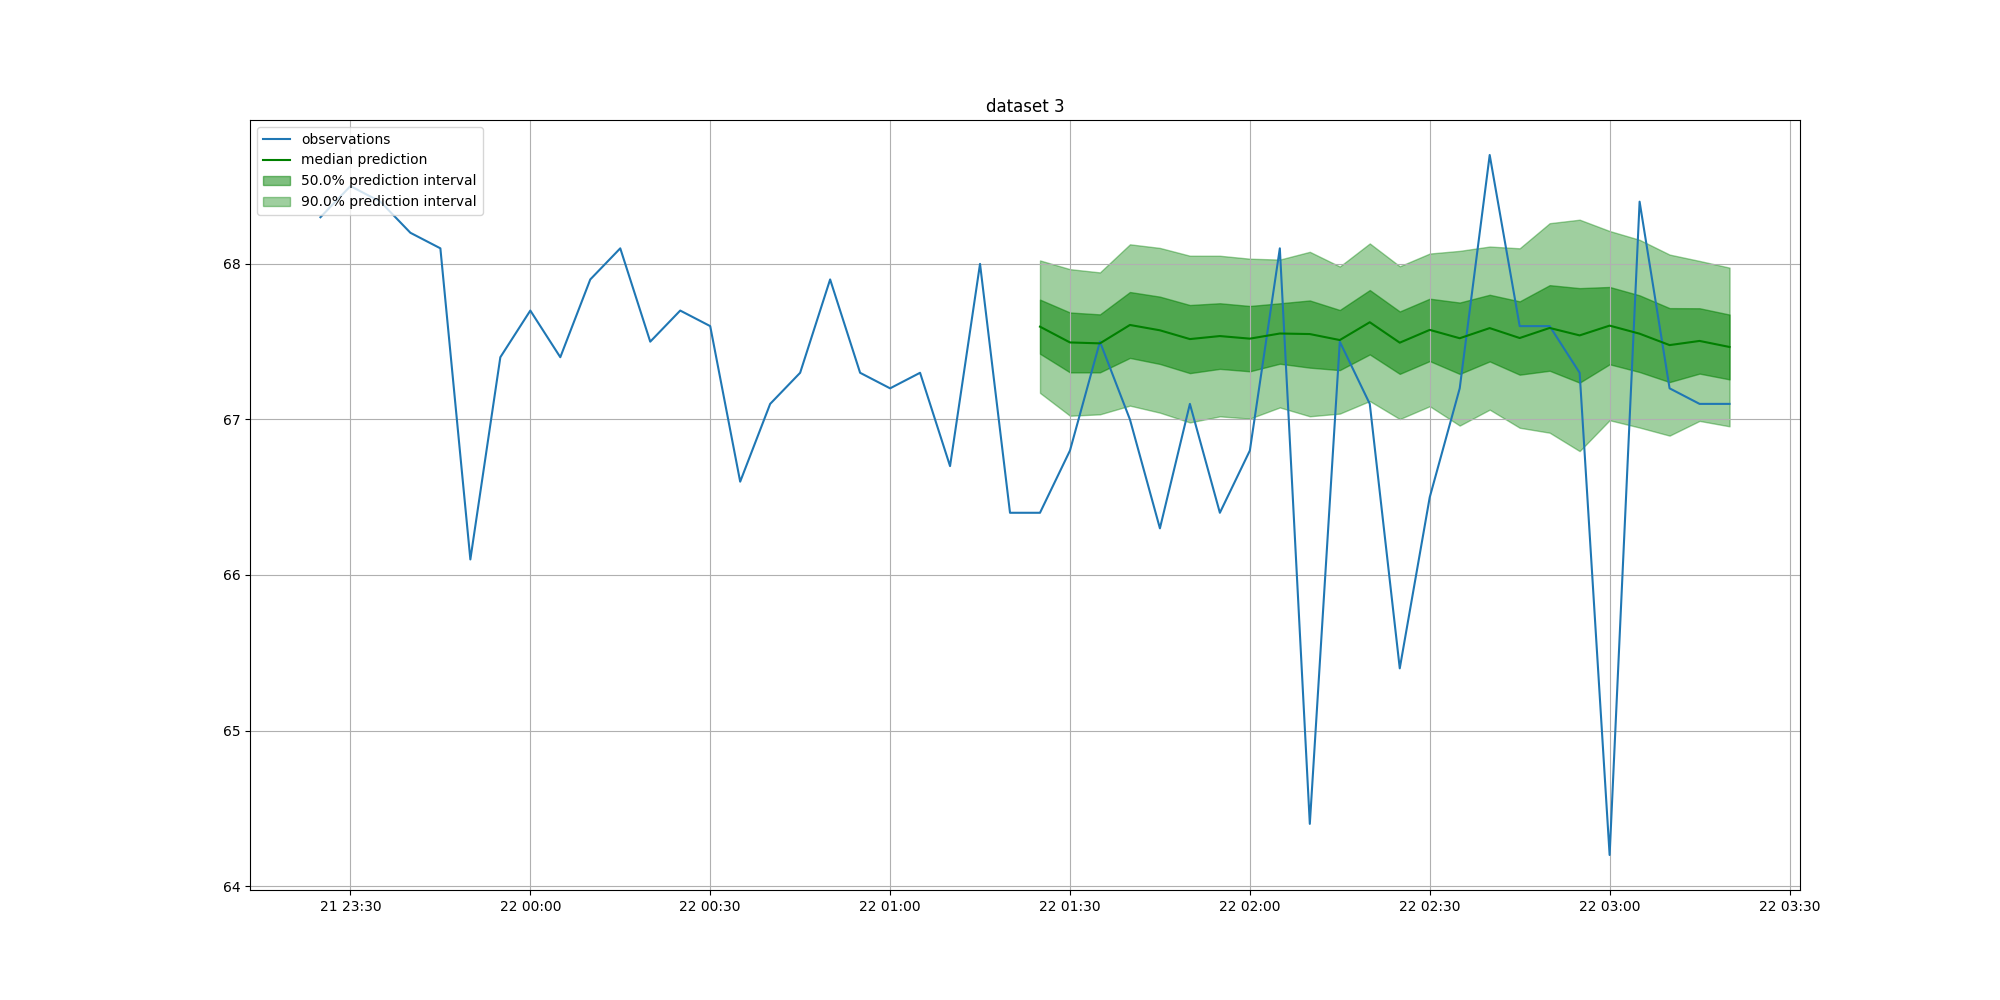 dataset 3
observations
median prediction
50.0% prediction interval
90.0% prediction interval
68
67
66
65
64
21 23:30 22 00:00 22 00:30 22 01:00 22 01:30 22 02:00 22 02:30 22 03:00 22 03:30